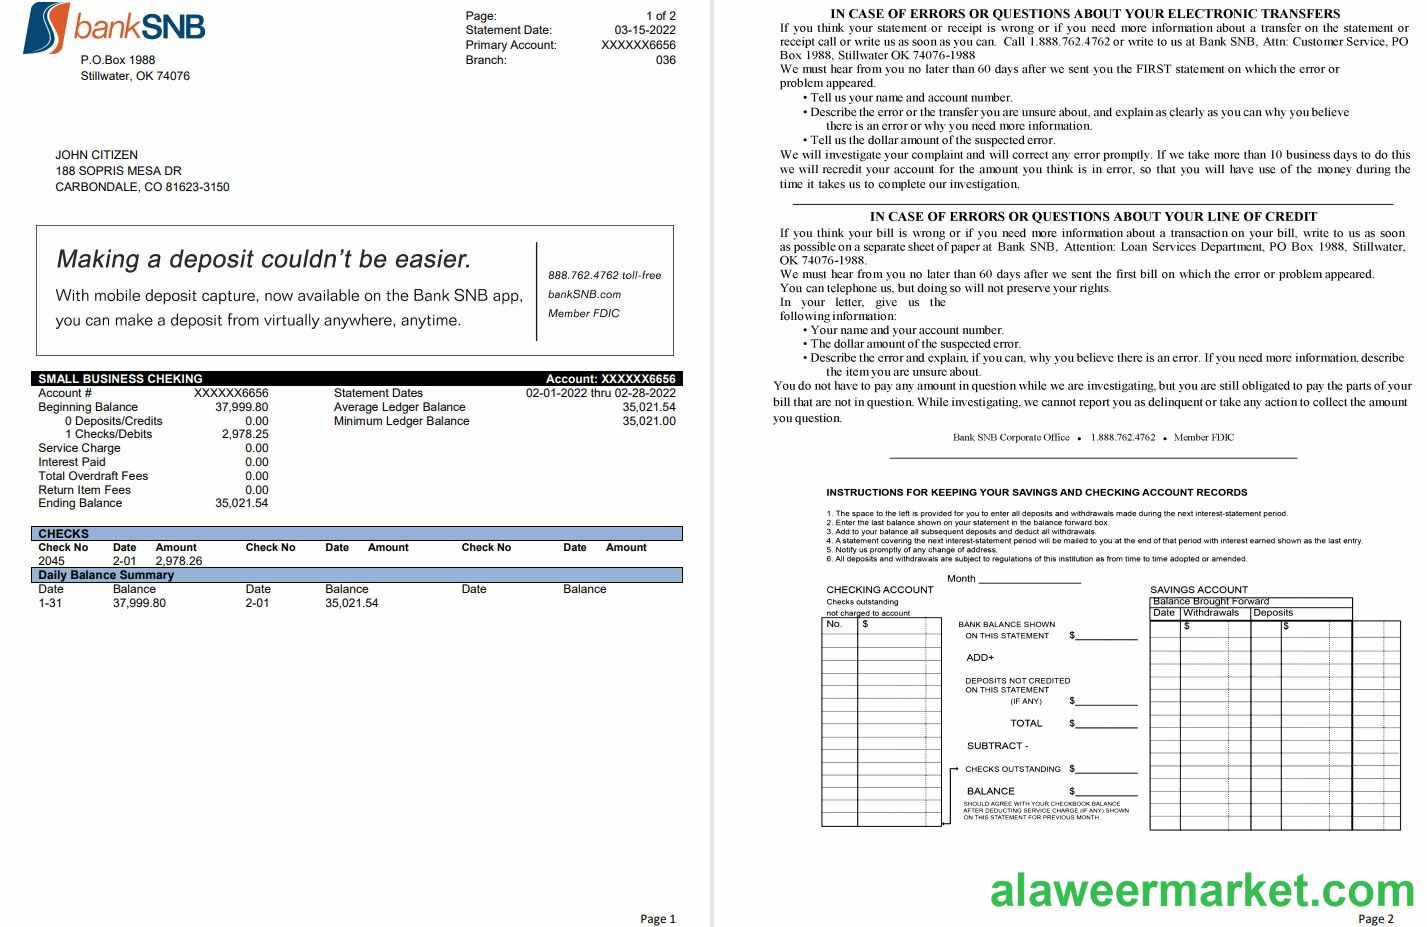 bankSNB
P.O.Box 1988
Stillwater, OK 74076
Page: 1 of 2
Statement Date: 03-15-2022
Primary Account: XXXXXX6656
Branch: 036
JOHN CITIZEN
188 SOPRIS MESA DR
CARBONDALE, CO 81623-3150
Making a deposit couldn't be easier.
With mobile deposit capture, now available on the Bank SNB app,
you can make a deposit from virtually anywhere, anytime.
888.762.4762 toll-free
bankSNB.com
Member FDIC
SMALL BUSINESS CHEKING Account: XXXXXX6656
Account # XXXXXX6656 Statement Dates 02-01-2022 thru 02-28-2022
Beginning Balance 37,999.80 Average Ledger Balance 35,021.54
0 Deposits/Credits 0.00 Minimum Ledger Balance 35,021.00
1 Checks/Debits 2,978.25
Service Charge 0.00
Interest Paid 0.00
Total Overdraft Fees 0.00
Return Item Fees 0.00
Ending Balance 35,021.54
CHECKS
Check No Date Amount Check No Date Amount Check No Date Amount
2045 2-01 2,978.26
Daily Balance Summary
Date Balance Date Balance Date Balance
1-31 37,999.80 2-01 35,021.54
Page 1
IN CASE OF ERRORS OR QUESTIONS ABOUT YOUR ELECTRONIC TRANSFERS
If you think your statement or receipt is wrong or if you need more information about a transfer on the statement or
receipt call or write us as soon as you can. Call 1.888.762.4762 or write to us at Bank SNB, Attn: Customer Service, PO
Box 1988, Stillwater OK 74076-1988
We must hear from you no later than 60 days after we sent you the FIRST statement on which the error or
problem appeared.
• Tell us your name and account number.
• Describe the error or the transfer you are unsure about, and explain as clearly as you can why you believe
there is an error or why you need more information.
• Tell us the dollar amount of the suspected error.
We will investigate your complaint and will correct any error promptly. If we take more than 10 business days to do this
we will recredit your account for the amount you think is in error, so that you will have use of the money during the
time it takes us to complete our investigation.
IN CASE OF ERRORS OR QUESTIONS ABOUT YOUR LINE OF CREDIT
If you think your bill is wrong or if you need more information about a transaction on your bill, write to us as soon
as possible on a separate sheet of paper at Bank SNB, Attention: Loan Services Department, PO Box 1988, Stillwater,
OK 74076-1988.
We must hear from you no later than 60 days after we sent the first bill on which the error or problem appeared.
You can telephone us, but doing so will not preserve your rights.
In your letter, give us the
following information:
• Your name and your account number.
• The dollar amount of the suspected error.
• Describe the error and explain, if you can, why you believe there is an error. If you need more information, describe
the item you are unsure about.
You do not have to pay any amount in question while we are investigating, but you are still obligated to pay the parts of your
bill that are not in question. While investigating, we cannot report you as delinquent or take any action to collect the amount
you question.
Bank SNB Corporate Office • 1.888.762.4762 • Member FDIC
INSTRUCTIONS FOR KEEPING YOUR SAVINGS AND CHECKING ACCOUNT RECORDS
1. The space to the left is provided for you to enter all deposits and withdrawals made during the next interest-statement period.
2. Enter the last balance shown on your statement in the balance forward box.
3. Add to your balance all subsequent deposits and deduct all withdrawals.
4. A statement covering the next interest-statement period will be mailed to you at the end of that period with interest earned shown as the last entry.
5. Notify us promptly of any change of address.
6. All deposits and withdrawals are subject to regulations of this institution as from time to time adopted or amended.
Month
CHECKING ACCOUNT
Checks outstanding
not charged to account
No. $
BANK BALANCE SHOWN
ON THIS STATEMENT $
ADD+
DEPOSITS NOT CREDITED
ON THIS STATEMENT
(IF ANY) $
TOTAL $
SUBTRACT -
CHECKS OUTSTANDING $
BALANCE $
SHOULD AGREE WITH YOUR CHECKBOOK BALANCE
AFTER DEDUCTING SERVICE CHARGE (IF ANY) SHOWN
ON THIS STATEMENT FOR PREVIOUS MONTH
SAVINGS ACCOUNT
Balance Brought Forward
Date Withdrawals Deposits
$ $
alaweermarket.com
Page 2